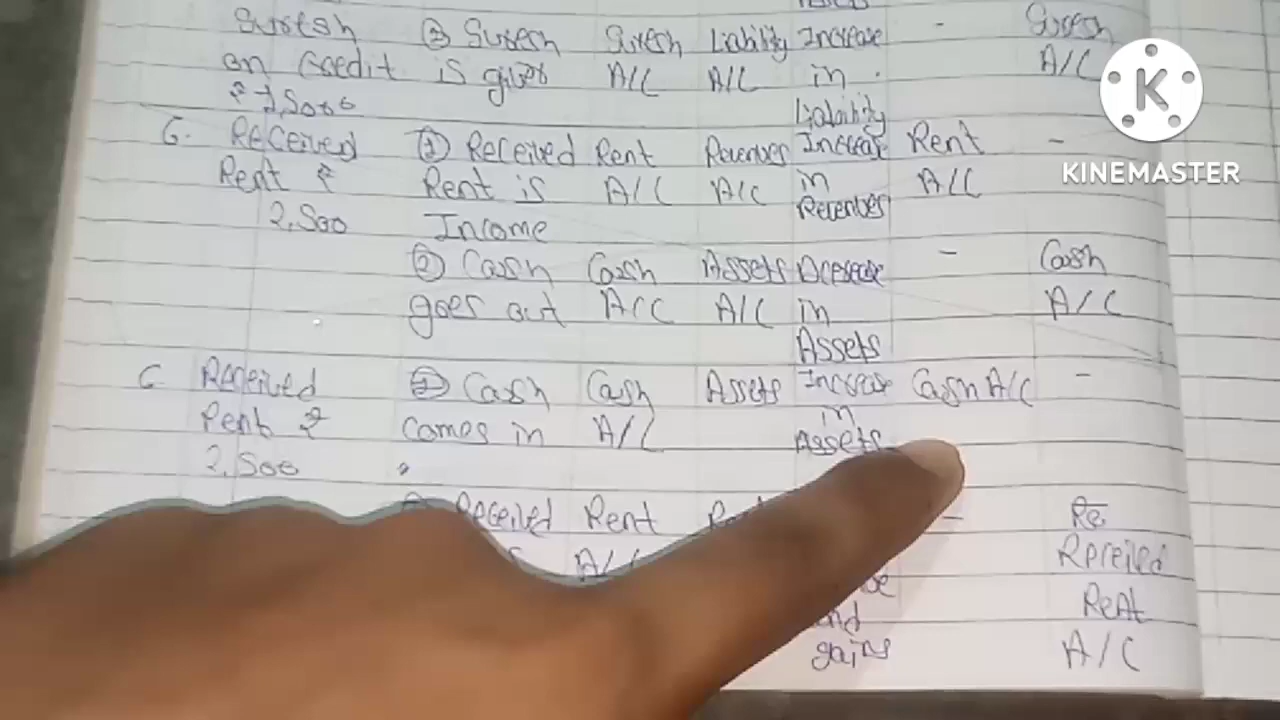 Suresh ② Suresh Suresh Liability Increase - Suresh
on Credit is giver A/C A/C in A/C
Liability
6. Received ① Received Rent Revenues Increase Rent -
Rent ₹ Rent is A/C A/C in A/C
2,500 Income Revenues
② Cash Cash Assets Decrease - Cash
goes out A/C A/C in A/C
Assets
6 Received ① Cash Cash Assets Increase Cash A/C -
Rent ₹ comes in A/C in
2,500 Assets
Received Rent - Re.
A/C Received
and Rent
gains A/C
K
KINEMASTER